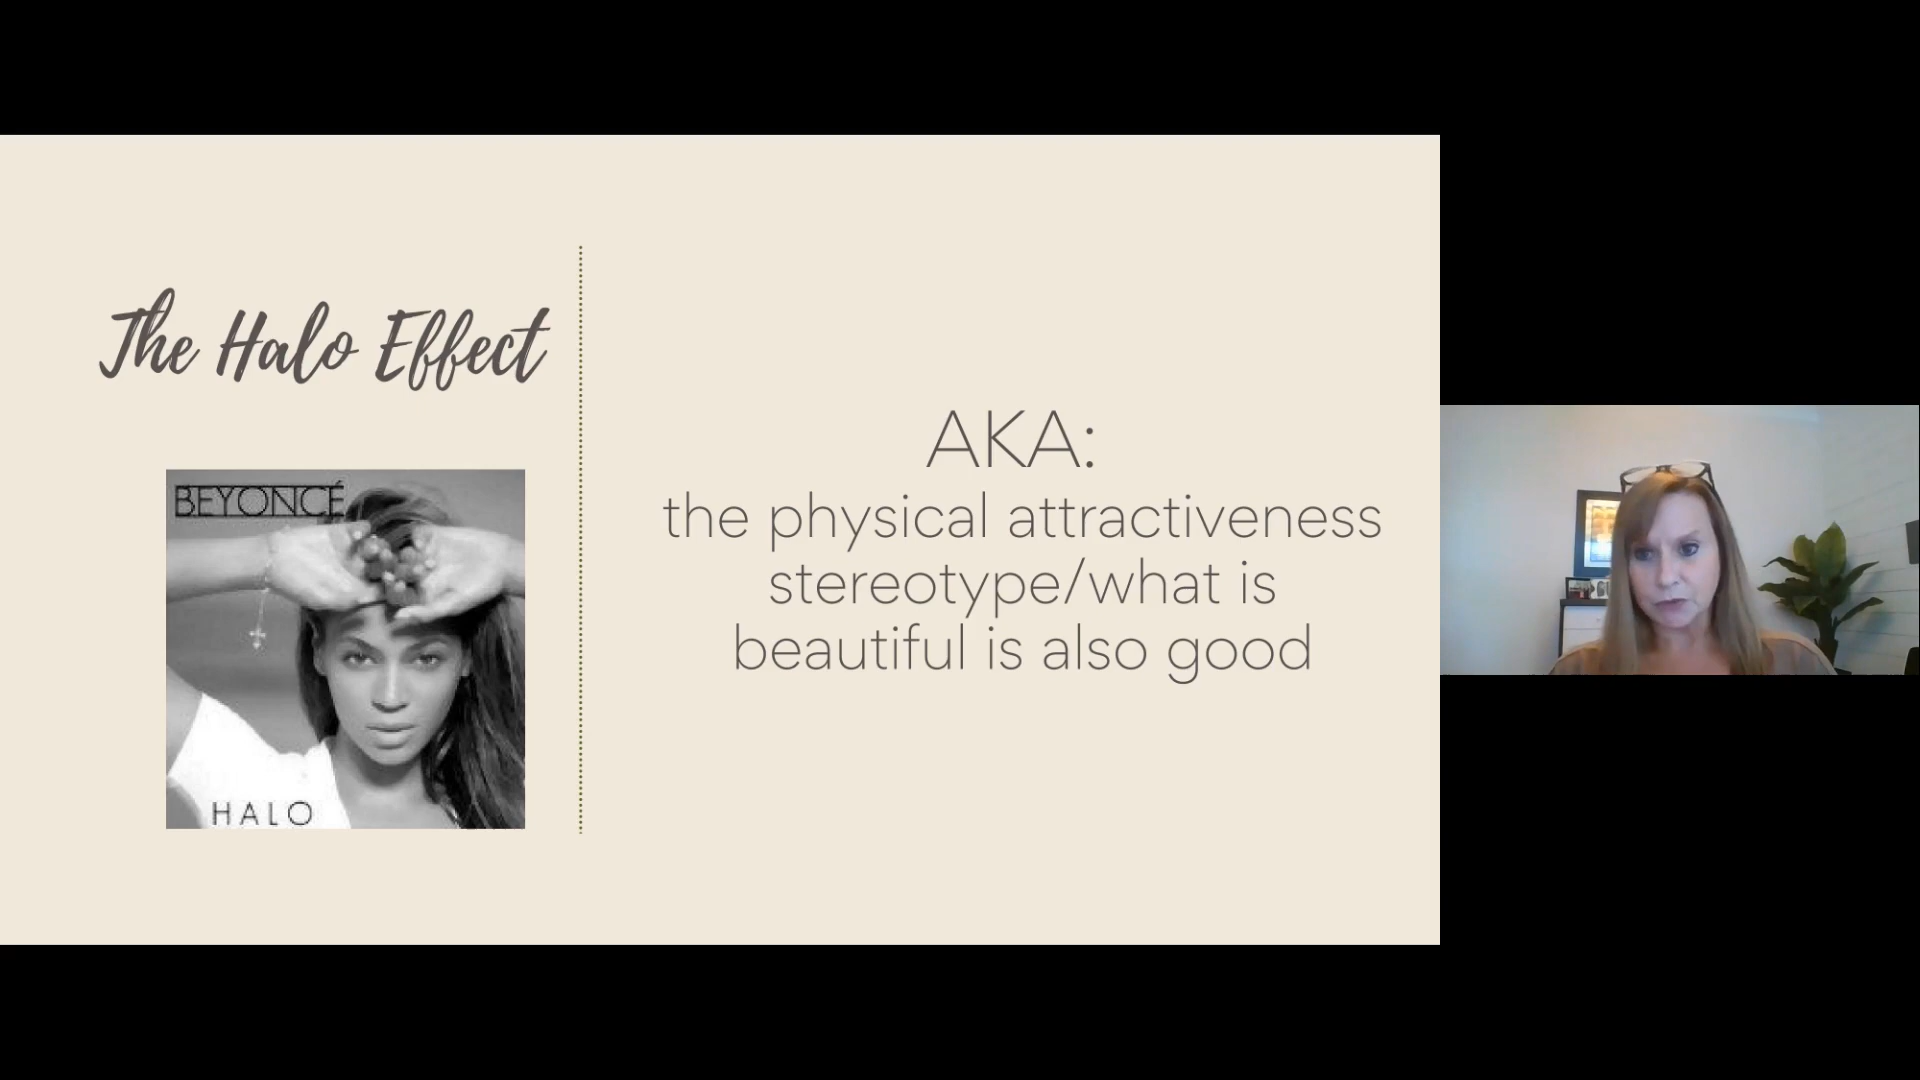 The Halo Effect
BEYONCÉ
HALO
AKA:
the physical attractiveness
stereotype/what is
beautiful is also good